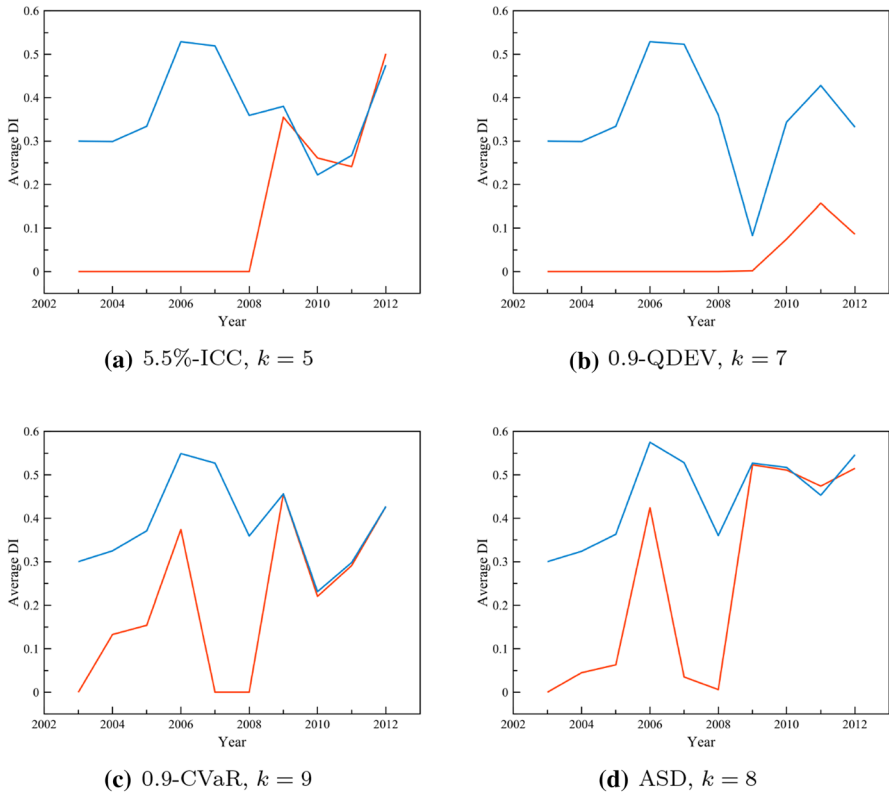 0.6
0.5
0.4
0.3
0.2
0.1
0
Average DI
2002 2004 2006 2008 2010 2012
Year
(a) 5.5%-ICC, k = 5
0.6
0.5
0.4
0.3
0.2
0.1
0
Average DI
2002 2004 2006 2008 2010 2012
Year
(b) 0.9-QDEV, k = 7
0.6
0.5
0.4
0.3
0.2
0.1
0
Average DI
2002 2004 2006 2008 2010 2012
Year
(c) 0.9-CVaR, k = 9
0.6
0.5
0.4
0.3
0.2
0.1
0
Average DI
2002 2004 2006 2008 2010 2012
Year
(d) ASD, k = 8